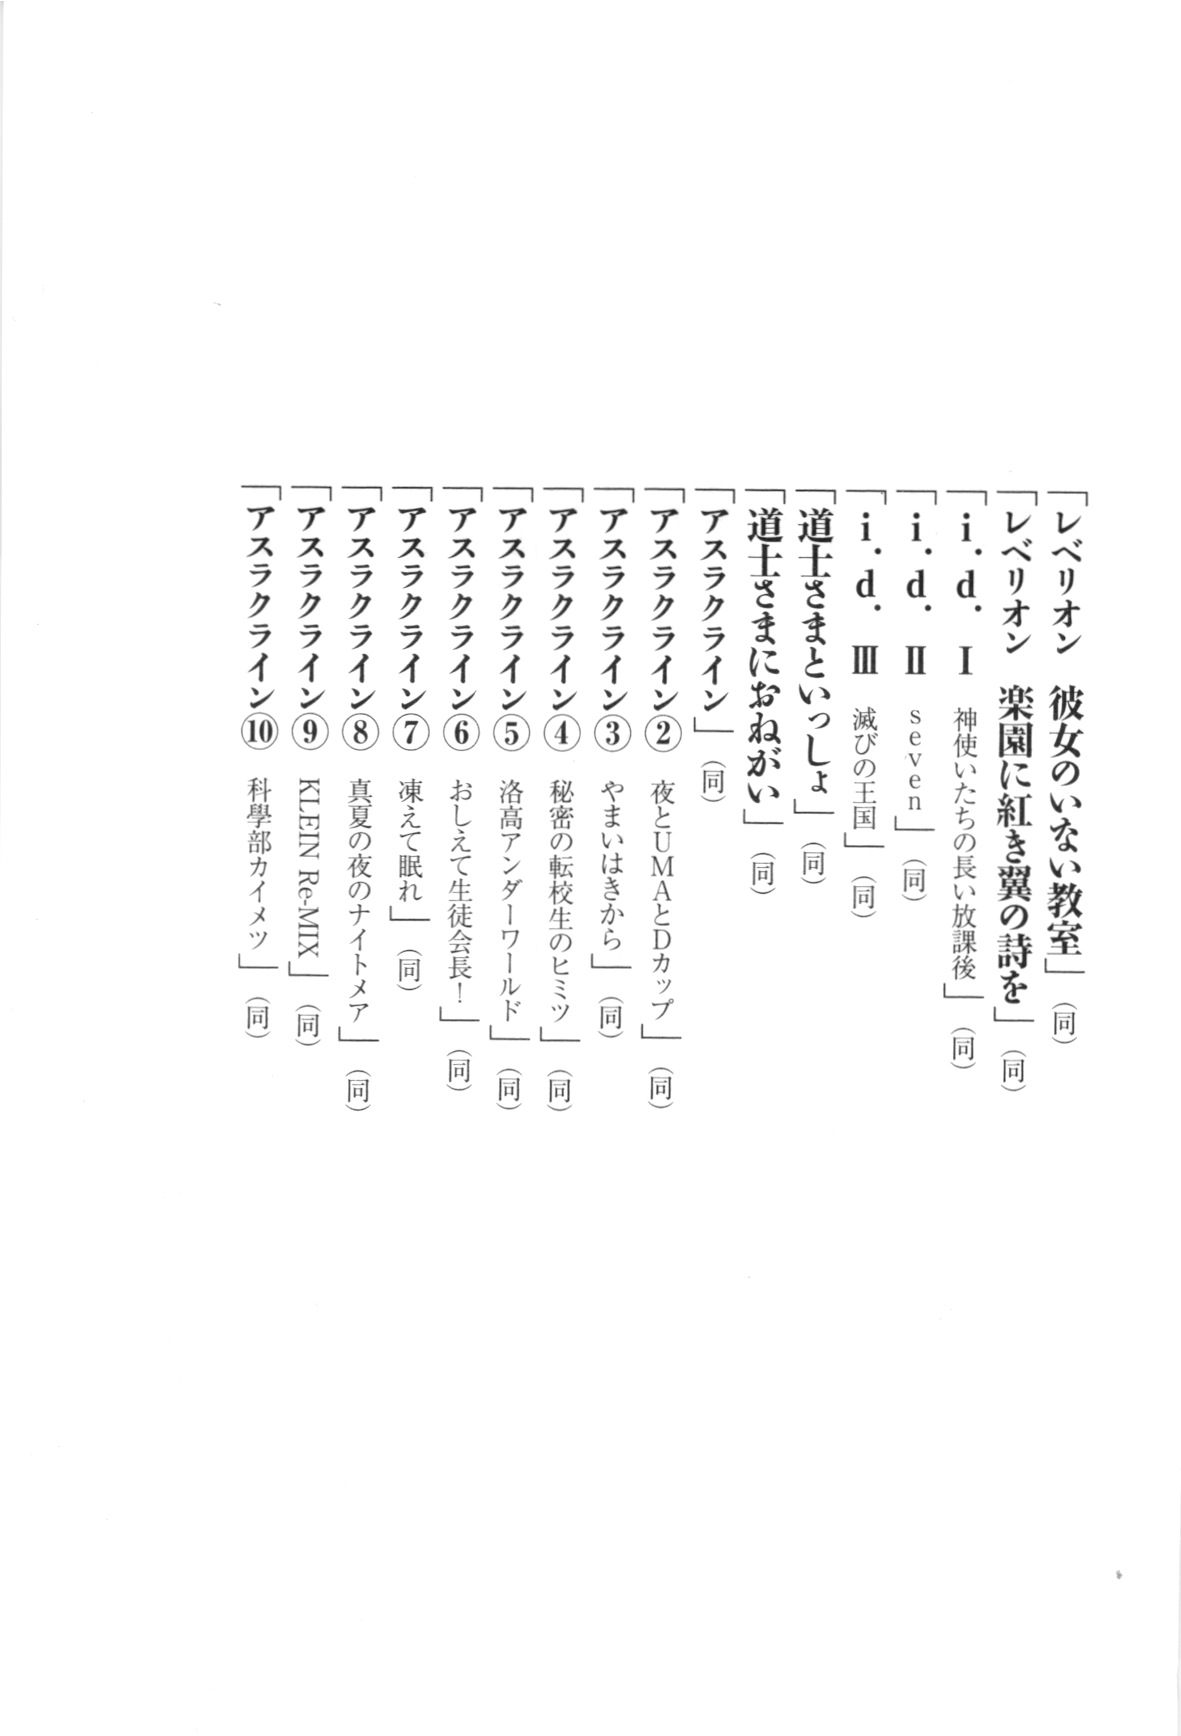 「レベリオン　彼女のいない教室」（同）
「レベリオン　楽園に紅き翼の詩を」（同）
「i.d.　Ⅰ　神使いたちの長い放課後」（同）
「i.d.　Ⅱ　seven」（同）
「i.d.　Ⅲ　滅びの王国」（同）
「道士さまといっしょ」（同）
「道士さまにおねがい」（同）
「アスラクライン」（同）
「アスラクライン②　夜とUMAとDカップ」（同）
「アスラクライン③　やまいはきから」（同）
「アスラクライン④　秘密の転校生のヒミツ」（同）
「アスラクライン⑤　洛高アンダーワールド」（同）
「アスラクライン⑥　おしえて生徒会長！」（同）
「アスラクライン⑦　凍えて眠れ」（同）
「アスラクライン⑧　真夏の夜のナイトメア」（同）
「アスラクライン⑨　KLEIN Re-MIX」（同）
「アスラクライン⑩　科學部カイメツ」（同）